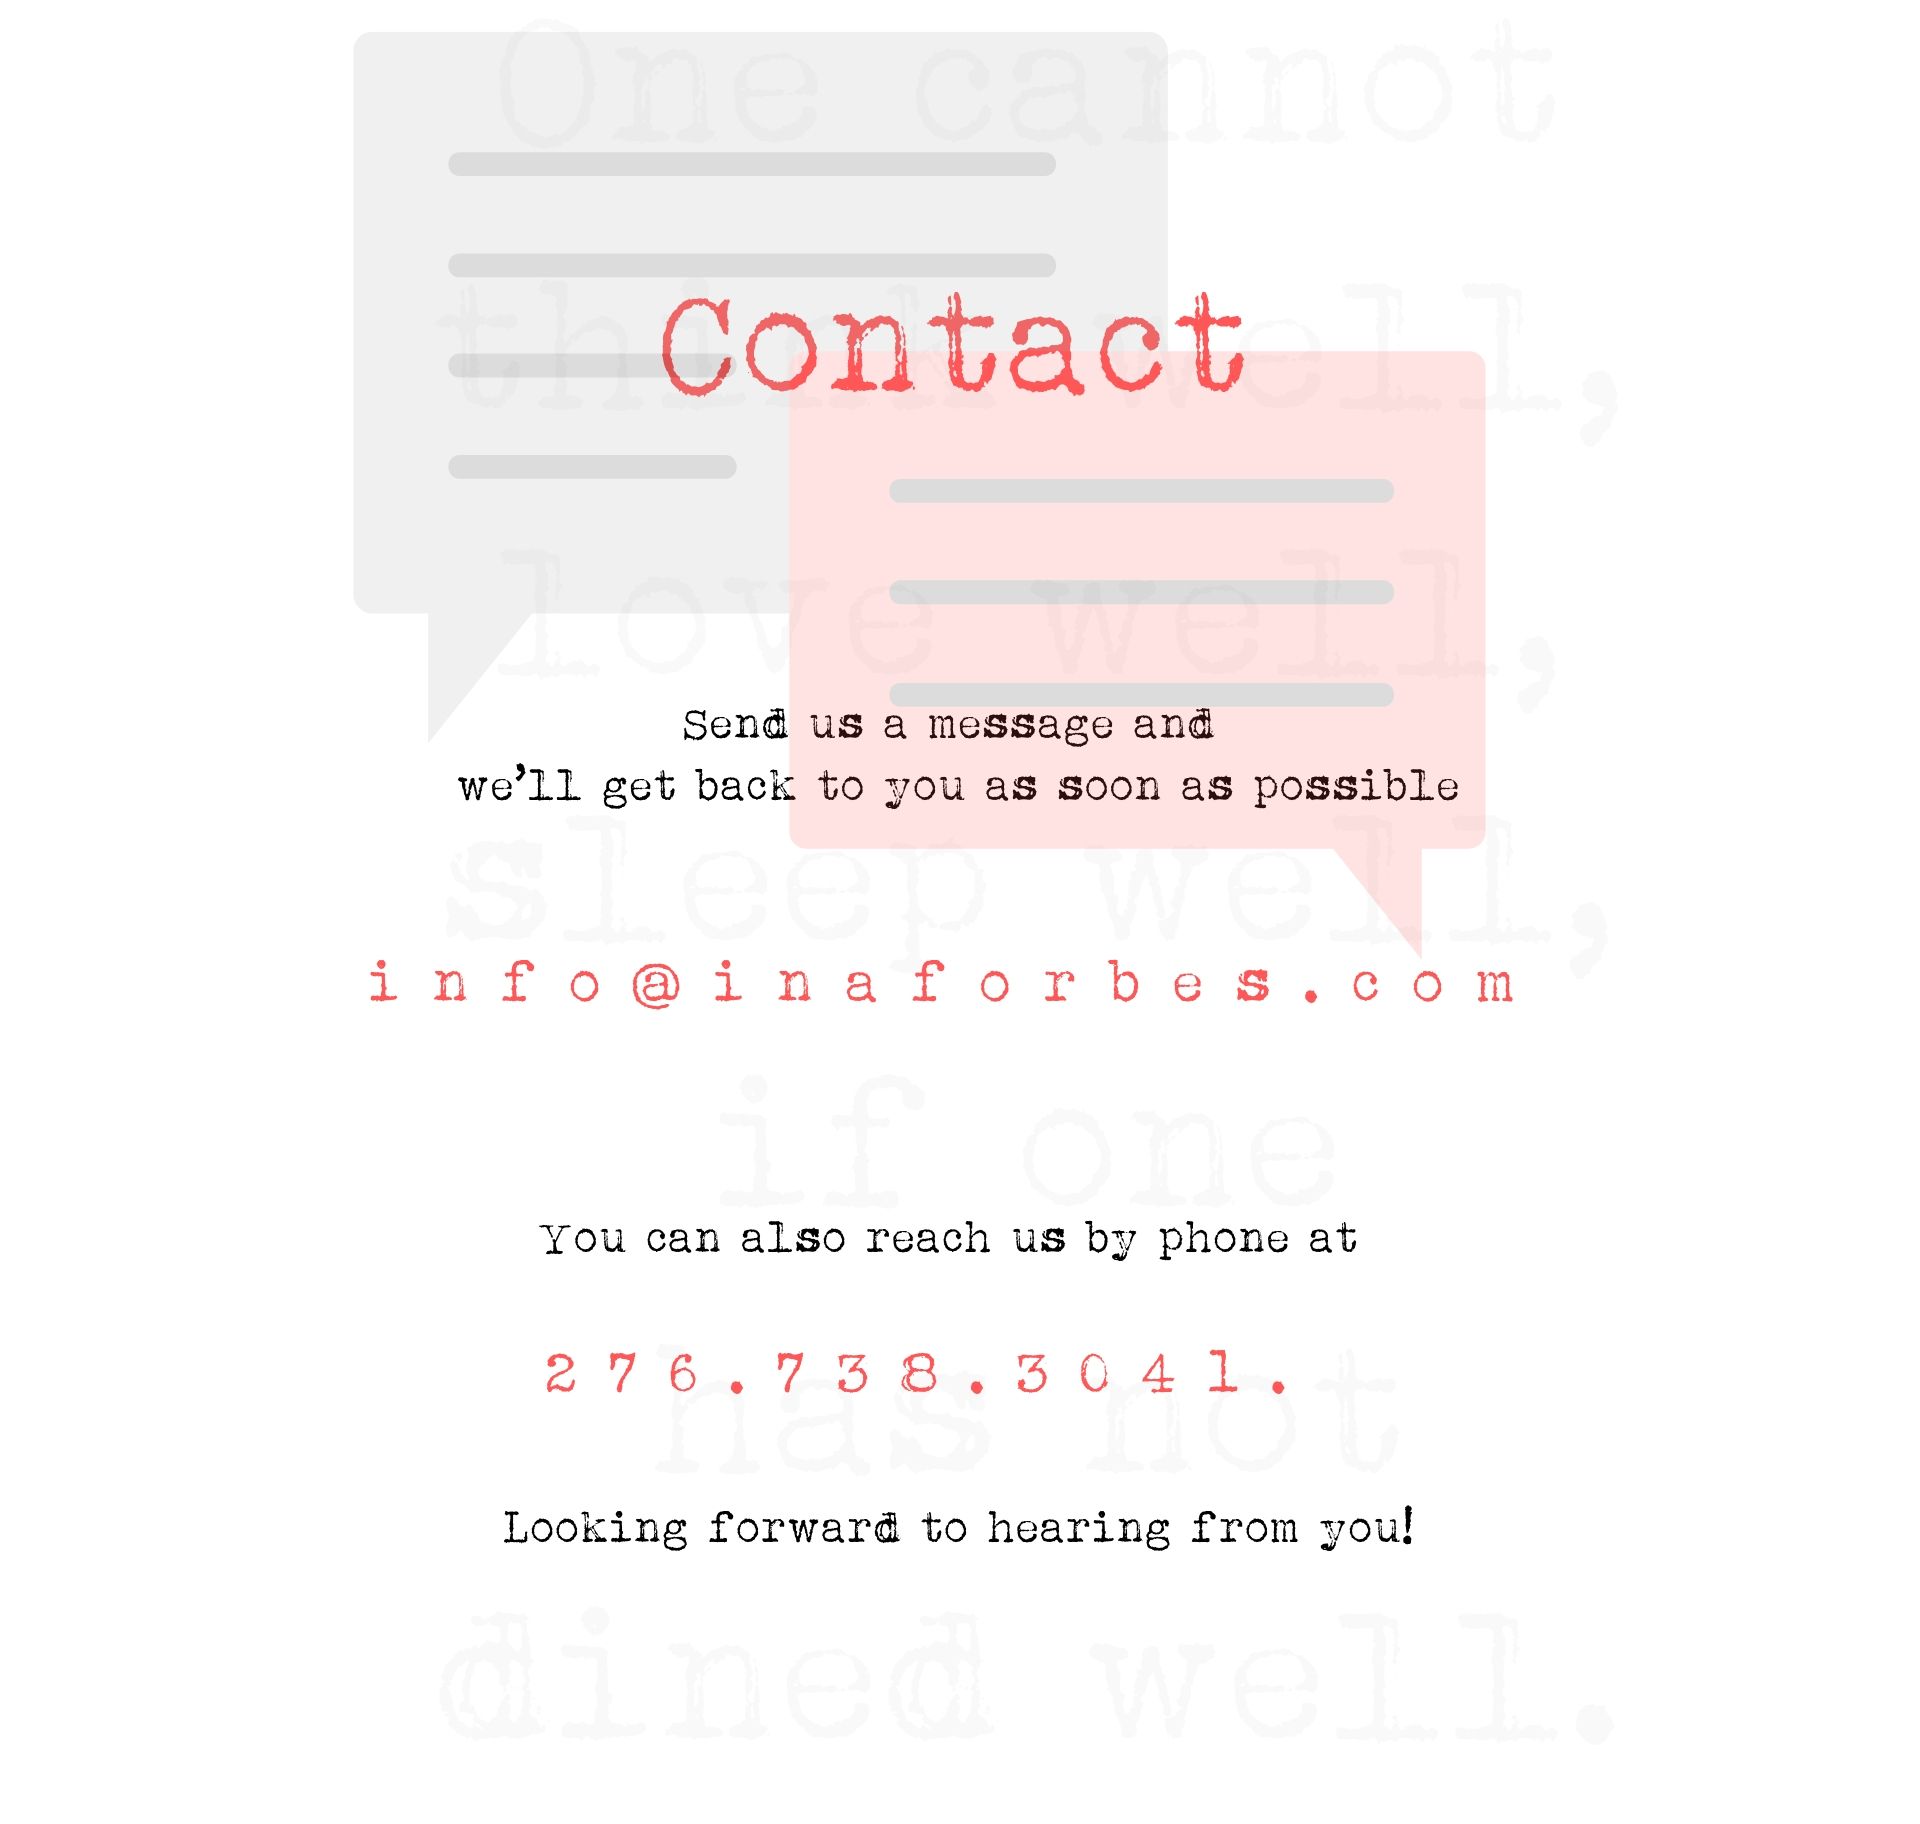 One cannot
think well,
Contact
love well,
Send us a message and
we'll get back to you as soon as possible
sleep well,
info@inaforbes.com
if one
You can also reach us by phone at
276.738.3041.
has not
Looking forward to hearing from you!
dined well.